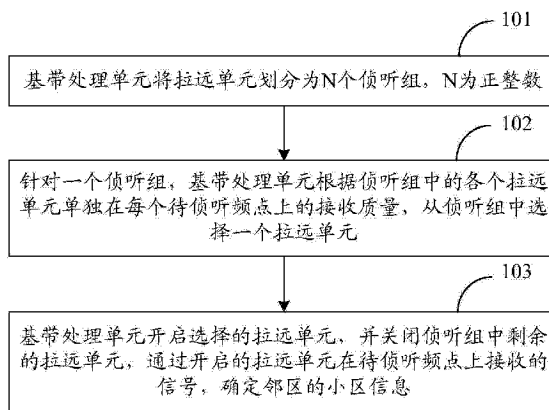 101
基带处理单元将拉远单元划分为N个侦听组，N为正整数
102
针对一个侦听组，基带处理单元根据侦听组中的各个拉远
单元单独在每个待侦听频点上的接收质量，从侦听组中选
择一个拉远单元
103
基带处理单元开启选择的拉远单元，并关闭侦听组中剩余
的拉远单元，通过开启的拉远单元在待侦听频点上接收的
信号，确定邻区的小区信息